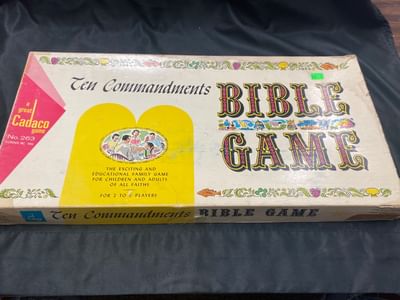 Ten Commandments
BIBLE
GAME
a
great
Cadaco
game
No. 263
THE EXCITING AND
EDUCATIONAL FAMILY GAME
FOR CHILDREN AND ADULTS
OF ALL FAITHS
FOR 2 TO 6 PLAYERS
Ten Commandments BIBLE GAME